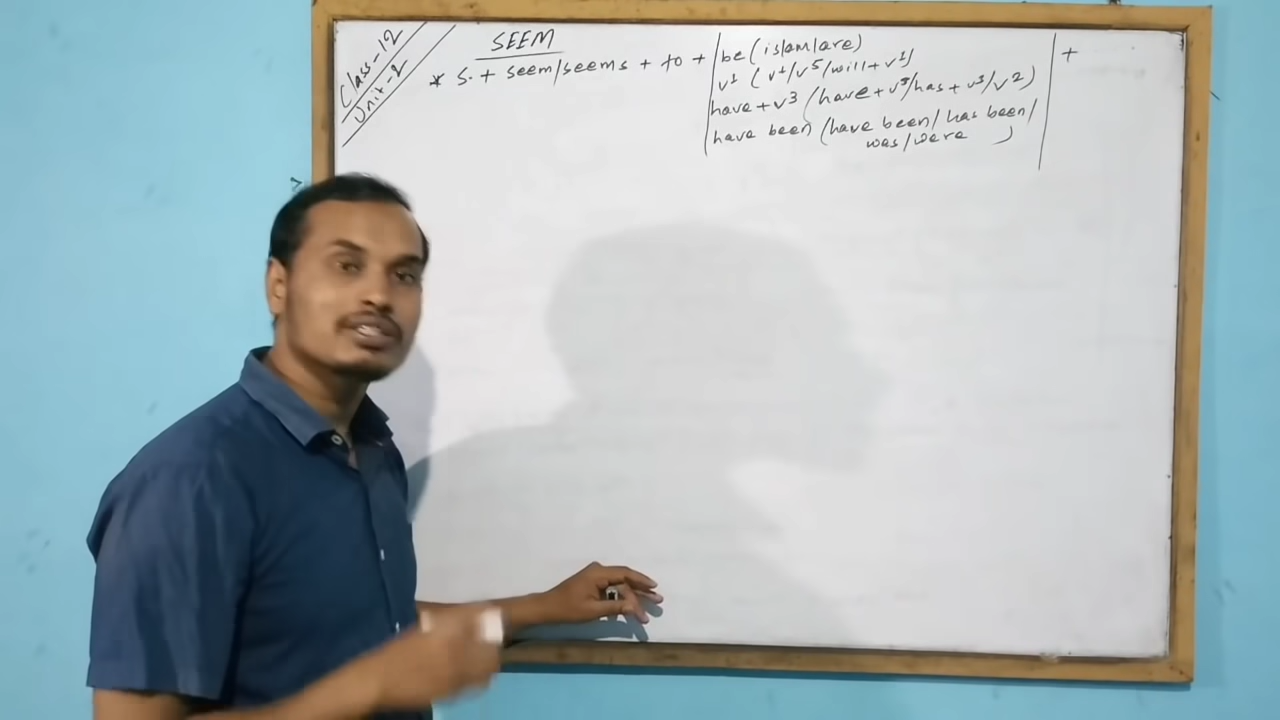 Class-12
Unit-2
SEEM
* S. + seem/seems + to + be (is/am/are)
v¹ (v¹/v⁵/will+v¹)
have+v³ (have+v³/has+v³/v²)
have been (have been/has been/
was/were )
+